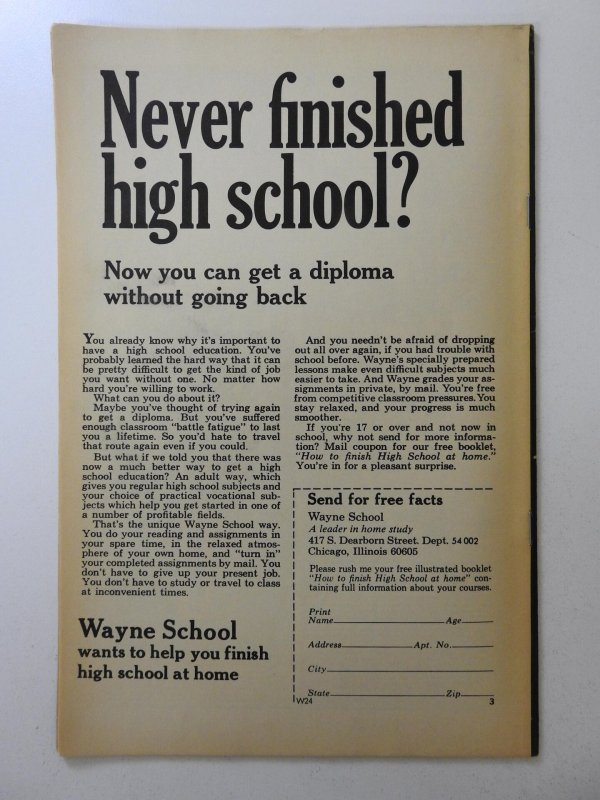 Never finished
high school?
Now you can get a diploma
without going back
You already know why it's important to
have a high school education. You've
probably learned the hard way that it can
be pretty difficult to get the kind of job
you want without one. No matter how
hard you're willing to work.
What can you do about it?
Maybe you've thought of trying again
to get a diploma. But you've suffered
enough classroom "battle fatigue" to last
you a lifetime. So you'd hate to travel
that route again even if you could.
But what if we told you that there was
now a much better way to get a high
school education? An adult way, which
gives you regular high school subjects and
your choice of practical vocational sub-
jects which help you get started in one of
a number of profitable fields.
That's the unique Wayne School way.
You do your reading and assignments in
your spare time, in the relaxed atmos-
phere of your own home, and "turn in"
your completed assignments by mail. You
don't have to give up your present job.
You don't have to study or travel to class
at inconvenient times.
Wayne School
wants to help you finish
high school at home
And you needn't be afraid of dropping
out all over again, if you had trouble with
school before. Wayne's specially prepared
lessons make even difficult subjects much
easier to take. And Wayne grades your as-
signments in private, by mail. You're free
from competitive classroom pressures. You
stay relaxed, and your progress is much
smoother.
If you're 17 or over and not now in
school, why not send for more informa-
tion? Mail coupon for our free booklet,
"How to finish High School at home."
You're in for a pleasant surprise.
Send for free facts
Wayne School
A leader in home study
417 S. Dearborn Street. Dept. 54 002
Chicago, Illinois 60605
Please rush me your free illustrated booklet
"How to finish High School at home" con-
taining full information about your courses.
Print
Name Age
Address Apt. No.
City
State Zip
W24 3